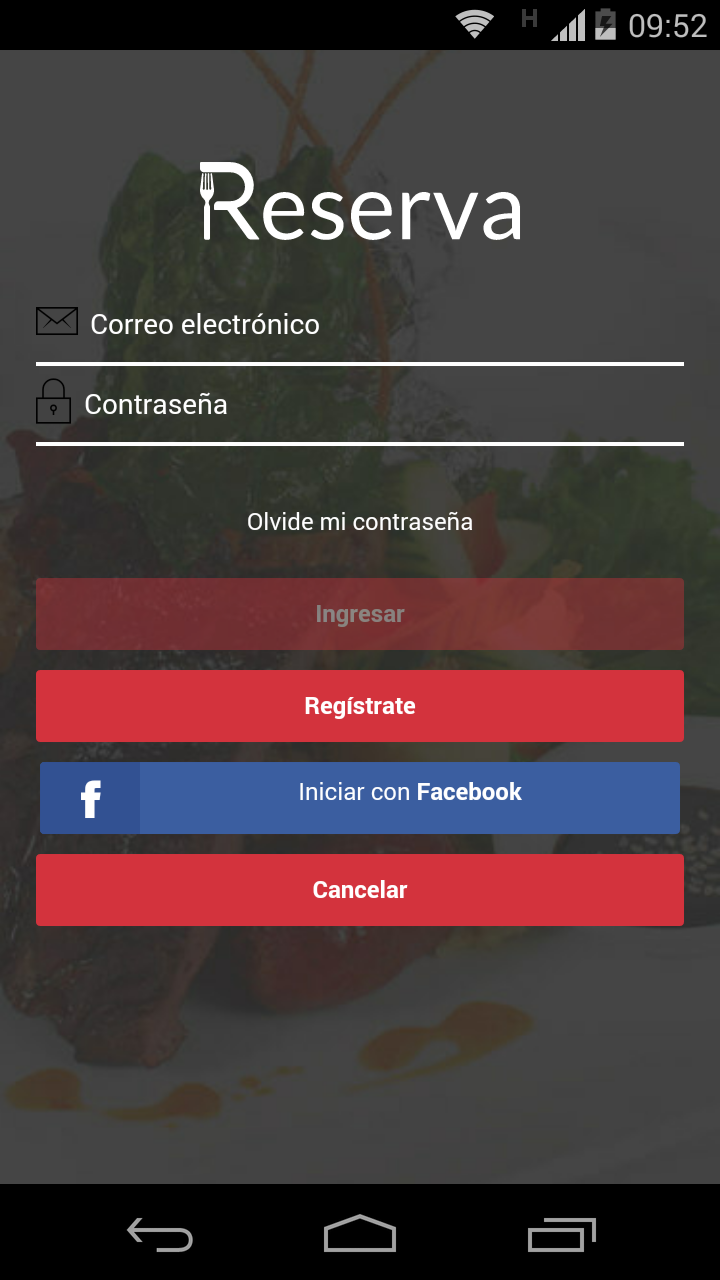 H 09:52
Reserva
Correo electrónico
Contraseña
Olvide mi contraseña
Ingresar
Regístrate
f Iniciar con Facebook
Cancelar